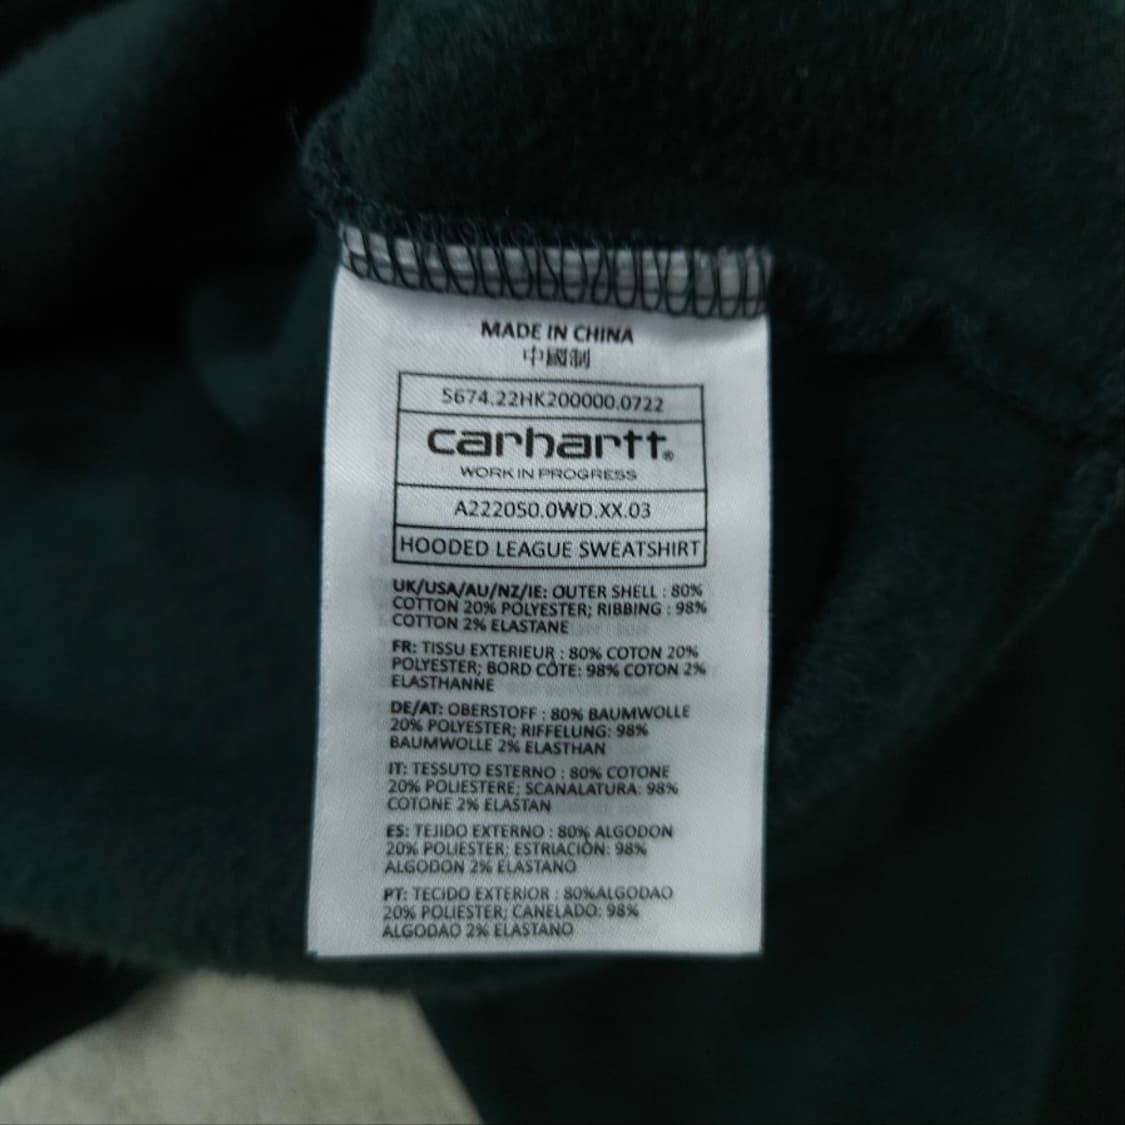 MADE IN CHINA
中國制
5674.22HK200000.0722
carhartt®
WORK IN PROGRESS
A222050.0WD.XX.03
HOODED LEAGUE SWEATSHIRT
UK/USA/AU/NZ/IE: OUTER SHELL : 80%
COTTON 20% POLYESTER; RIBBING : 98%
COTTON 2% ELASTANE
FR: TISSU EXTERIEUR : 80% COTON 20%
POLYESTER; BORD CÔTE: 98% COTON 2%
ELASTHANNE
DE/AT: OBERSTOFF : 80% BAUMWOLLE
20% POLYESTER; RIFFELUNG: 98%
BAUMWOLLE 2% ELASTHAN
IT: TESSUTO ESTERNO : 80% COTONE
20% POLIESTERE; SCANALATURA: 98%
COTONE 2% ELASTAN
ES: TEJIDO EXTERNO : 80% ALGODON
20% POLIESTER; ESTRIACIÓN: 98%
ALGODON 2% ELASTANO
PT: TECIDO EXTERIOR : 80%ALGODAO
20% POLIESTER; CANELADO: 98%
ALGODAO 2% ELASTANO